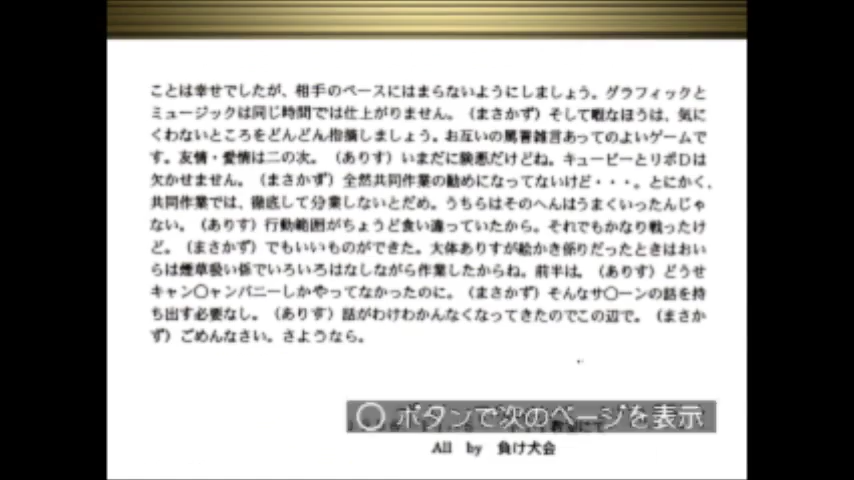 ことは幸せでしたが、相手のペースにはまらないようにしましょう。グラフィックと
ミュージックは同じ時間では仕上がりません。（まさかず）そして暇なほうは、気に
くわないところをどんどん指摘しましょう。お互いの罵詈雑言あってのよいゲームで
す。友情・愛情は二の次。（ありす）いまだに険悪だけどね。キューピーとリポDは
欠かせません。（まさかず）全然共同作業の勧めになってないけど・・・。とにかく、
共同作業では、徹底して分業しないとだめ。うちらはそのへんはうまくいったんじゃ
ない。（ありす）行動範囲がちょうど食い違っていたから。それでもかなり戦ったけ
ど。（まさかず）でもいいものができた。大体ありすが絵かき係りだったときはおい
らは煙草吸い係でいろいろはなしながら作業したからね。前半は。（ありす）どうせ
キャン〇ャンバニーしかやってなかったのに。（まさかず）そんなサ〇ーンの話を持
ち出す必要なし。（ありす）話がわけわかんなくなってきたのでこの辺で。（まさか
ず）ごめんなさい。さようなら。
〇 ボタンで次のページを表示
All by 負け犬会